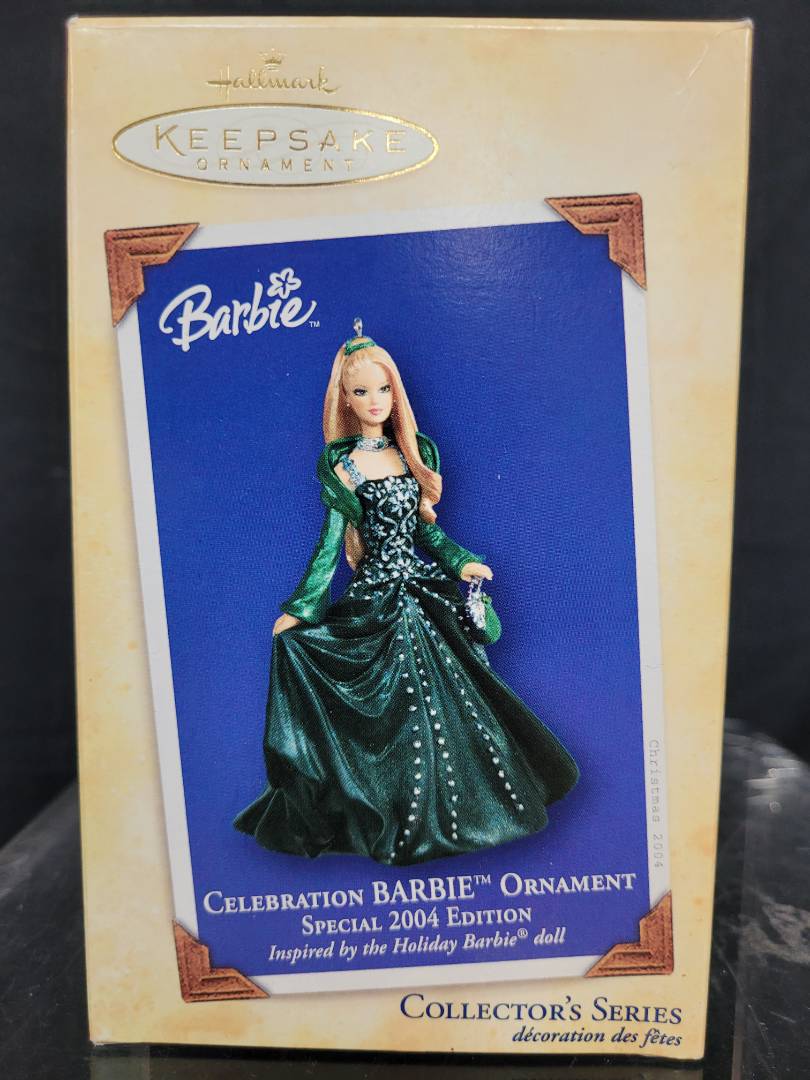 Hallmark
KEEPSAKE
ORNAMENT
Barbie™
Christmas 2004
CELEBRATION BARBIE™ ORNAMENT
SPECIAL 2004 EDITION
Inspired by the Holiday Barbie® doll
COLLECTOR'S SERIES
décoration des fêtes